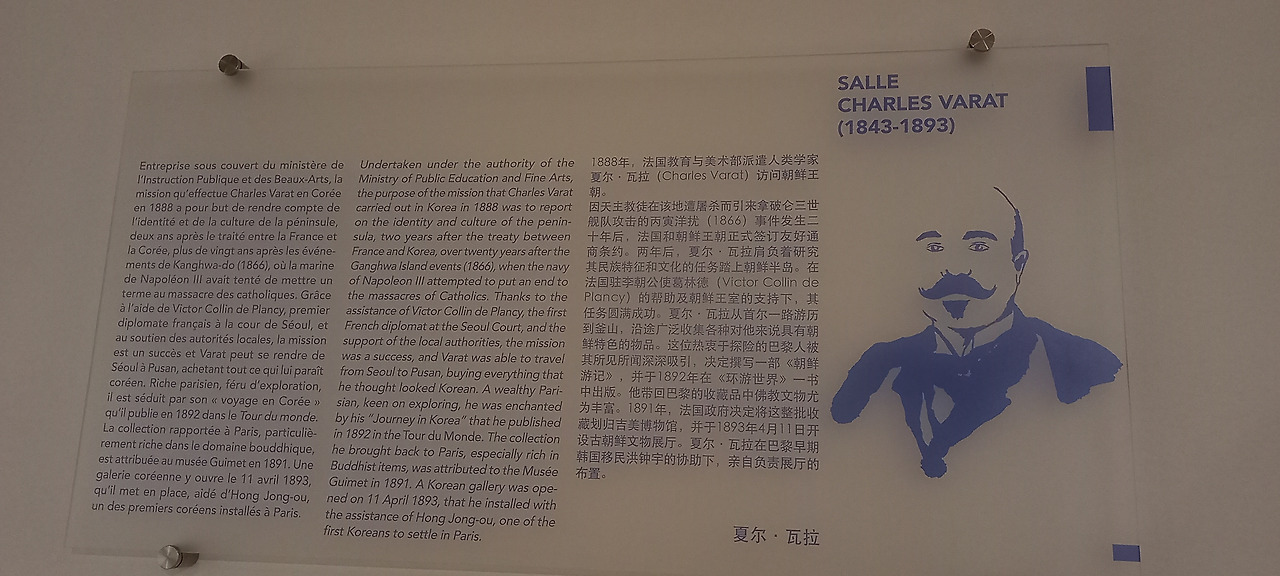 SALLE
CHARLES VARAT
(1843-1893)
Entreprise sous couvert du ministère de
l'Instruction Publique et des Beaux-Arts, la
mission qu'effectue Charles Varat en Corée
en 1888 a pour but de rendre compte de
l'identité et de la culture de la péninsule,
deux ans après le traité entre la France et
la Corée, plus de vingt ans après les événe-
ments de Kanghwa-do (1866), où la marine
de Napoléon III avait tenté de mettre un
terme au massacre des catholiques. Grâce
à l'aide de Victor Collin de Plancy, premier
diplomate français à la cour de Séoul, et
au soutien des autorités locales, la mission
est un succès et Varat peut se rendre de
Séoul à Pusan, achetant tout ce qui lui paraît
coréen. Riche parisien, féru d'exploration,
il est enchanté par son « voyage en Corée »
qu'il publie en 1892 dans le Tour du monde.
La collection rapportée à Paris, particuliè-
rement riche dans le domaine bouddhique,
est attribuée au musée Guimet en 1891. Une
galerie coréenne y ouvre le 11 avril 1893,
qu'il met en place, aidé d'Hong Jong-ou,
un des premiers coréens installés à Paris.
Undertaken under the authority of the
Ministry of Public Education and Fine Arts,
the purpose of the mission that Charles Varat
carried out in Korea in 1888 was to report
on the identity and culture of the penin-
sula, two years after the treaty between
France and Korea, over twenty years after the
Ganghwa Island events (1866), when the navy
of Napoleon III attempted to put an end to
the massacres of Catholics. Thanks to the
assistance of Victor Collin de Plancy, the first
French diplomat at the Seoul Court, and the
support of the local authorities, the mission
was a success, and Varat was able to travel
from Seoul to Pusan, buying everything that
he thought looked Korean. A wealthy Pari-
sian, keen on exploring, he was enchanted
by his "Journey in Korea" that he published
in 1892 in the Tour du Monde. The collection
he brought back to Paris, especially rich in
Buddhist items, was attributed to the Musée
Guimet in 1891. A Korean gallery was ope-
ned on 11 April 1893, that he installed with
the assistance of Hong Jong-ou, one of the
first Koreans to settle in Paris.
1888年，法国教育与美术部派遣人类学家
夏尔·瓦拉（Charles Varat）访问朝鲜王
朝。
因天主教徒在该地遭屠杀而引来拿破仑三世
舰队攻击的丙寅洋扰（1866）事件发生二
十年后，法国和朝鲜王朝正式签订友好通
商条约。两年后，夏尔·瓦拉肩负着研究
其民族特征和文化的任务踏上朝鲜半岛。在
法国驻李朝公使葛林德（Victor Collin de
Plancy）的帮助及朝鲜王室的支持下，其
任务圆满成功。夏尔·瓦拉从首尔一路游历
到釜山，沿途广泛收集各种对他来说具有朝
鲜特色的物品。这位热衷于探险的巴黎人被
其所见所闻深深吸引，决定撰写一部《朝鲜
游记》，并于1892年在《环游世界》一书
中出版。他带回巴黎的收藏品中佛教文物尤
为丰富。1891年，法国政府决定将这整批收
藏划归吉美博物馆，并于1893年4月11日开
设古朝鲜文物展厅。夏尔·瓦拉在巴黎早期
韩国移民洪钟宇的协助下，亲自负责展厅的
布置。
夏尔·瓦拉